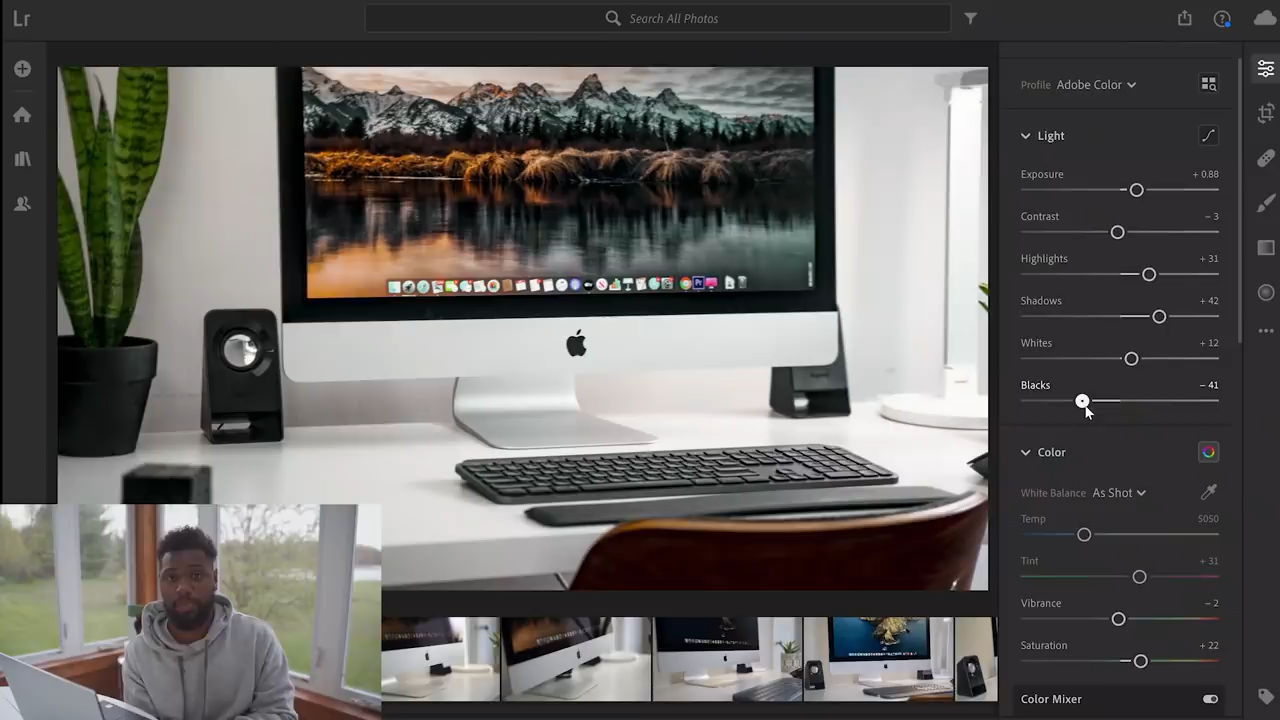 Lr
Search All Photos
Profile Adobe Color
Light
Exposure + 0.88
Contrast – 3
Highlights + 31
Shadows + 42
Whites + 12
Blacks – 41
Color
White Balance As Shot
Temp 5050
Tint + 31
Vibrance – 2
Saturation + 22
Color Mixer